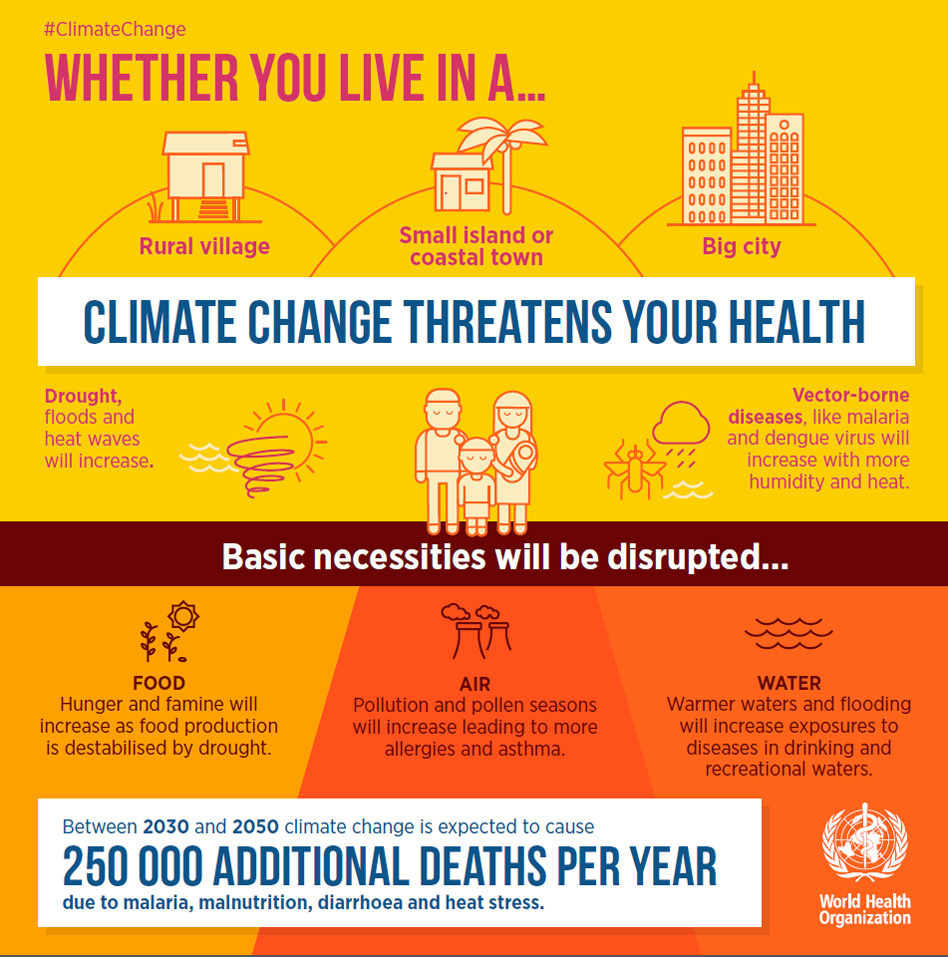 #ClimateChange
WHETHER YOU LIVE IN A...
Rural village
Small island or
coastal town
Big city
CLIMATE CHANGE THREATENS YOUR HEALTH
Drought,
floods and
heat waves
will increase.
Vector-borne
diseases, like malaria
and dengue virus will
increase with more
humidity and heat.
Basic necessities will be disrupted...
FOOD
Hunger and famine will
increase as food production
is destabilised by drought.
AIR
Pollution and pollen seasons
will increase leading to more
allergies and asthma.
WATER
Warmer waters and flooding
will increase exposures to
diseases in drinking and
recreational waters.
Between 2030 and 2050 climate change is expected to cause
250 000 ADDITIONAL DEATHS PER YEAR
due to malaria, malnutrition, diarrhoea and heat stress.
World Health
Organization